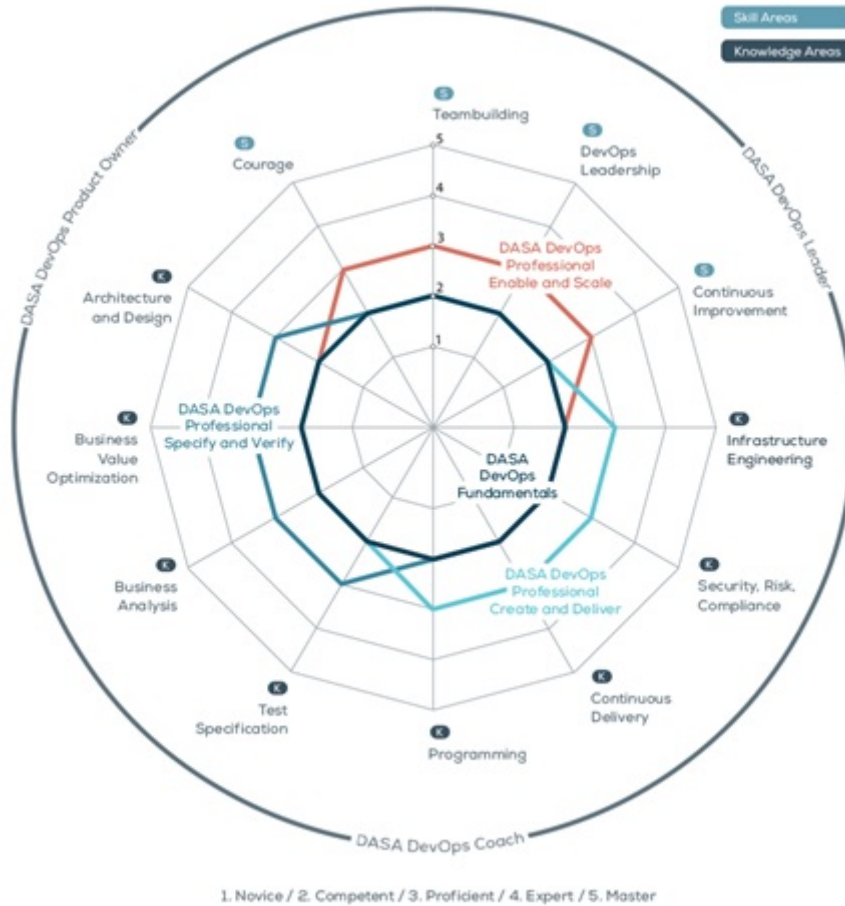 Skill Areas
Knowledge Areas
S
Teambuilding
S
DevOps
Leadership
S
Courage
DASA DevOps Product Owner
DASA DevOps Leader
5
4
3
2
1
DASA DevOps
Professional
Enable and Scale
K
Architecture
and Design
S
Continuous
Improvement
DASA DevOps
Professional
Specify and Verify
K
Business
Value
Optimization
K
Infrastructure
Engineering
DASA
DevOps
Fundamentals
K
Business
Analysis
K
Security, Risk,
Compliance
DASA DevOps
Professional
Create and Deliver
K
Test
Specification
K
Continuous
Delivery
K
Programming
DASA DevOps Coach
1. Novice / 2. Competent / 3. Proficient / 4. Expert / 5. Master